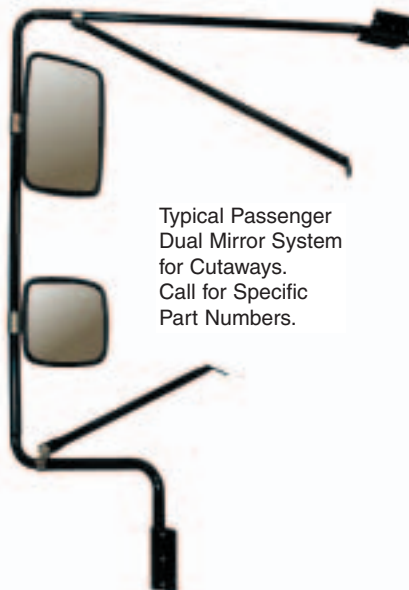 Typical Passenger
Dual Mirror System
for Cutaways.
Call for Specific
Part Numbers.